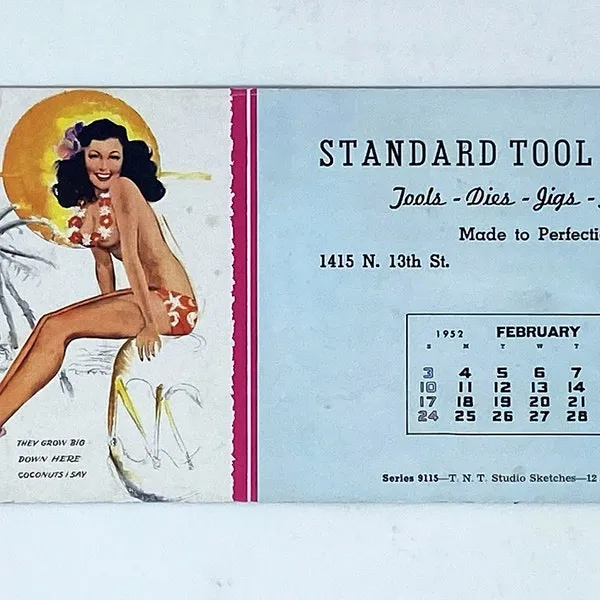 THEY GROW BIG
DOWN HERE
COCONUTS I SAY
STANDARD TOOL
Tools - Dies - Jigs -
Made to Perfecti
1415 N. 13th St.
1952 FEBRUARY
S M T W T
3 4 5 6 7
10 11 12 13 14
17 18 19 20 21
24 25 26 27 28
Series 9115—T. N. T. Studio Sketches—12